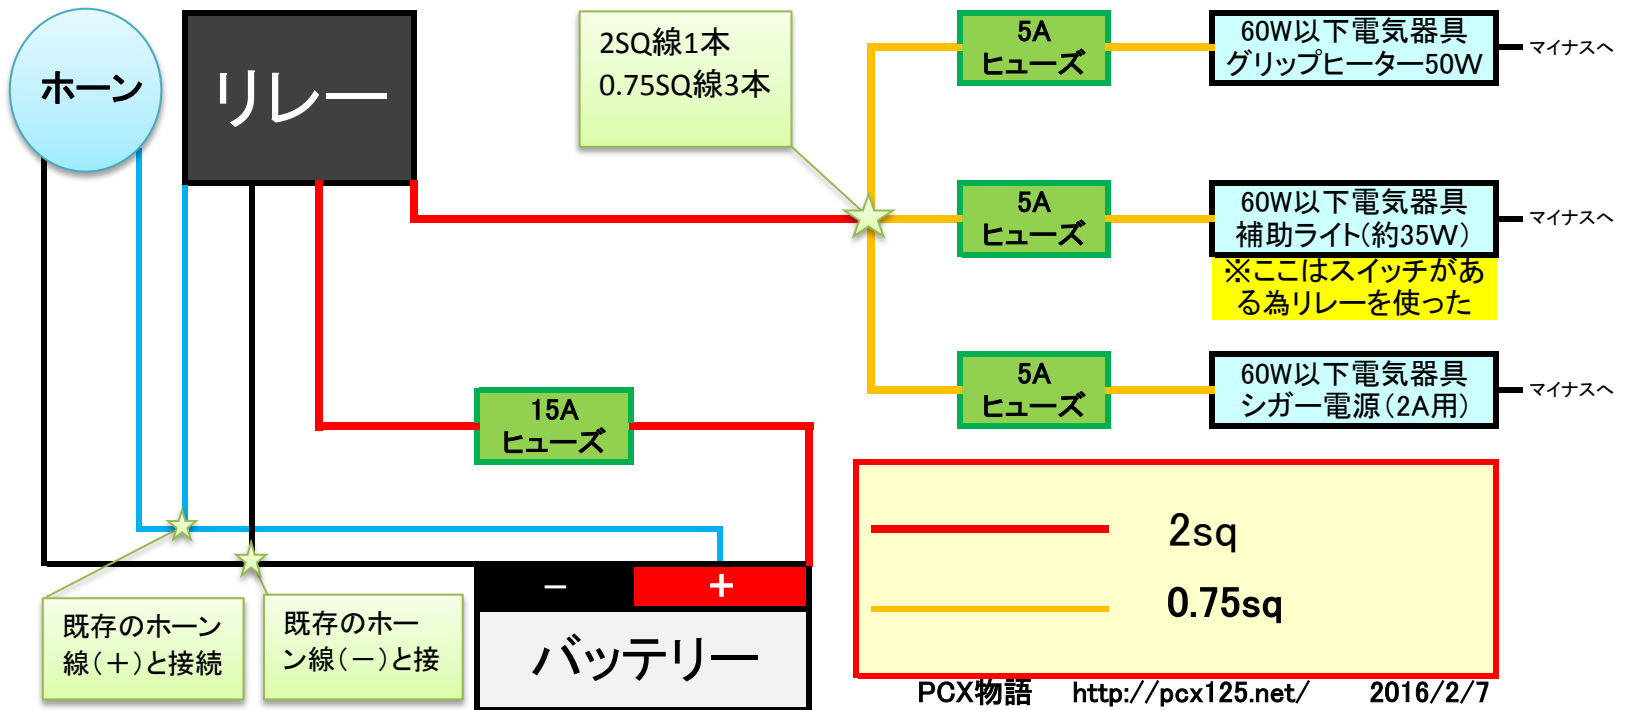 ホーン
リレー
2SQ線1本
0.75SQ線3本
5A
ヒューズ
60W以下電気器具
グリップヒーター50W
マイナスへ
5A
ヒューズ
60W以下電気器具
補助ライト(約35W)
マイナスへ
※ここはスイッチがあ
る為リレーを使った
5A
ヒューズ
60W以下電気器具
シガー電源(2A用)
マイナスへ
15A
ヒューズ
2sq
0.75sq
－ +
バッテリー
既存のホーン
線(＋)と接続
既存のホー
ン線(－)と接
PCX物語 http://pcx125.net/ 2016/2/7